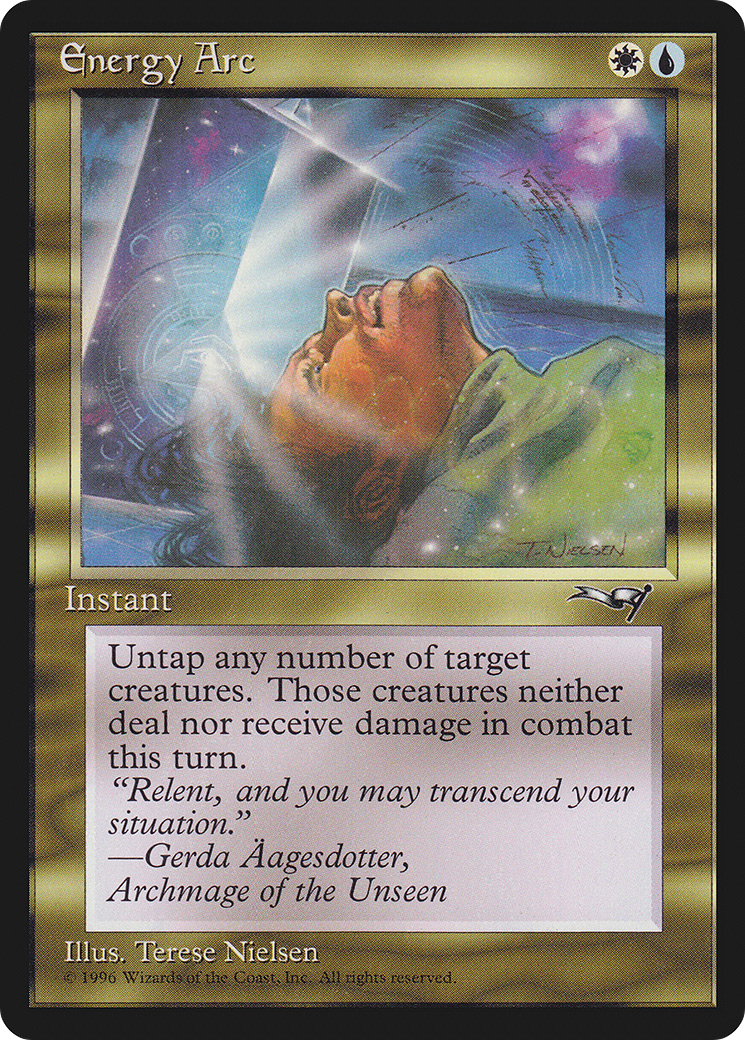 Energy Arc
T. NIELSEN
Instant
Untap any number of target
creatures. Those creatures neither
deal nor receive damage in combat
this turn.
“Relent, and you may transcend your
situation.”
—Gerda Äagesdotter,
Archmage of the Unseen
Illus. Terese Nielsen
© 1996 Wizards of the Coast, Inc. All rights reserved.